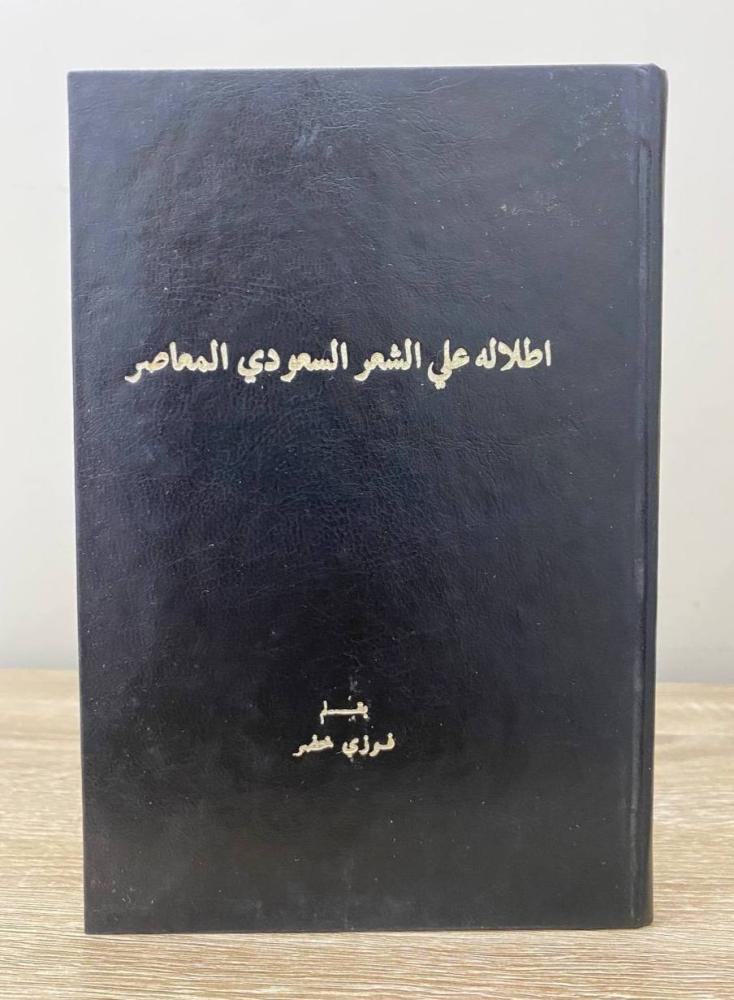 اطلاله علي الشعر السعودي المعاصر
بقلم
فوزي خضر